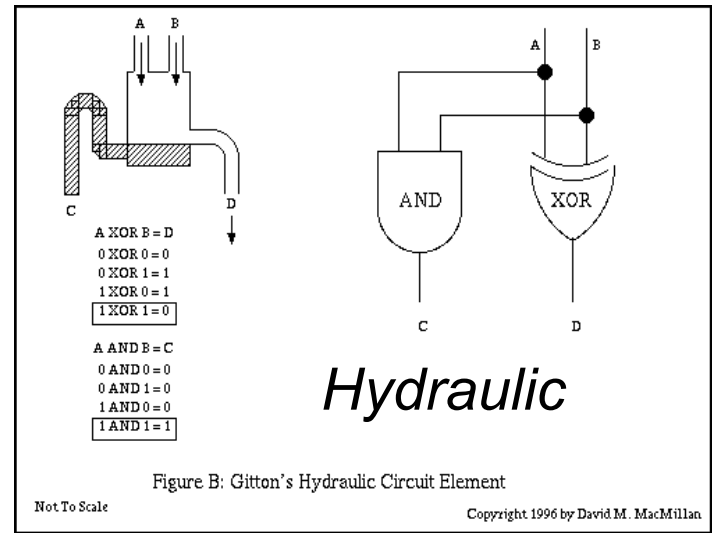 A B
C
D
A XOR B = D
0 XOR 0 = 0
0 XOR 1 = 1
1 XOR 0 = 1
1 XOR 1 = 0
A AND B = C
0 AND 0 = 0
0 AND 1 = 0
1 AND 0 = 0
1 AND 1 = 1
A B
AND XOR
C D
Hydraulic
Figure B: Gitton's Hydraulic Circuit Element
Not To Scale
Copyright 1996 by David M. MacMillan